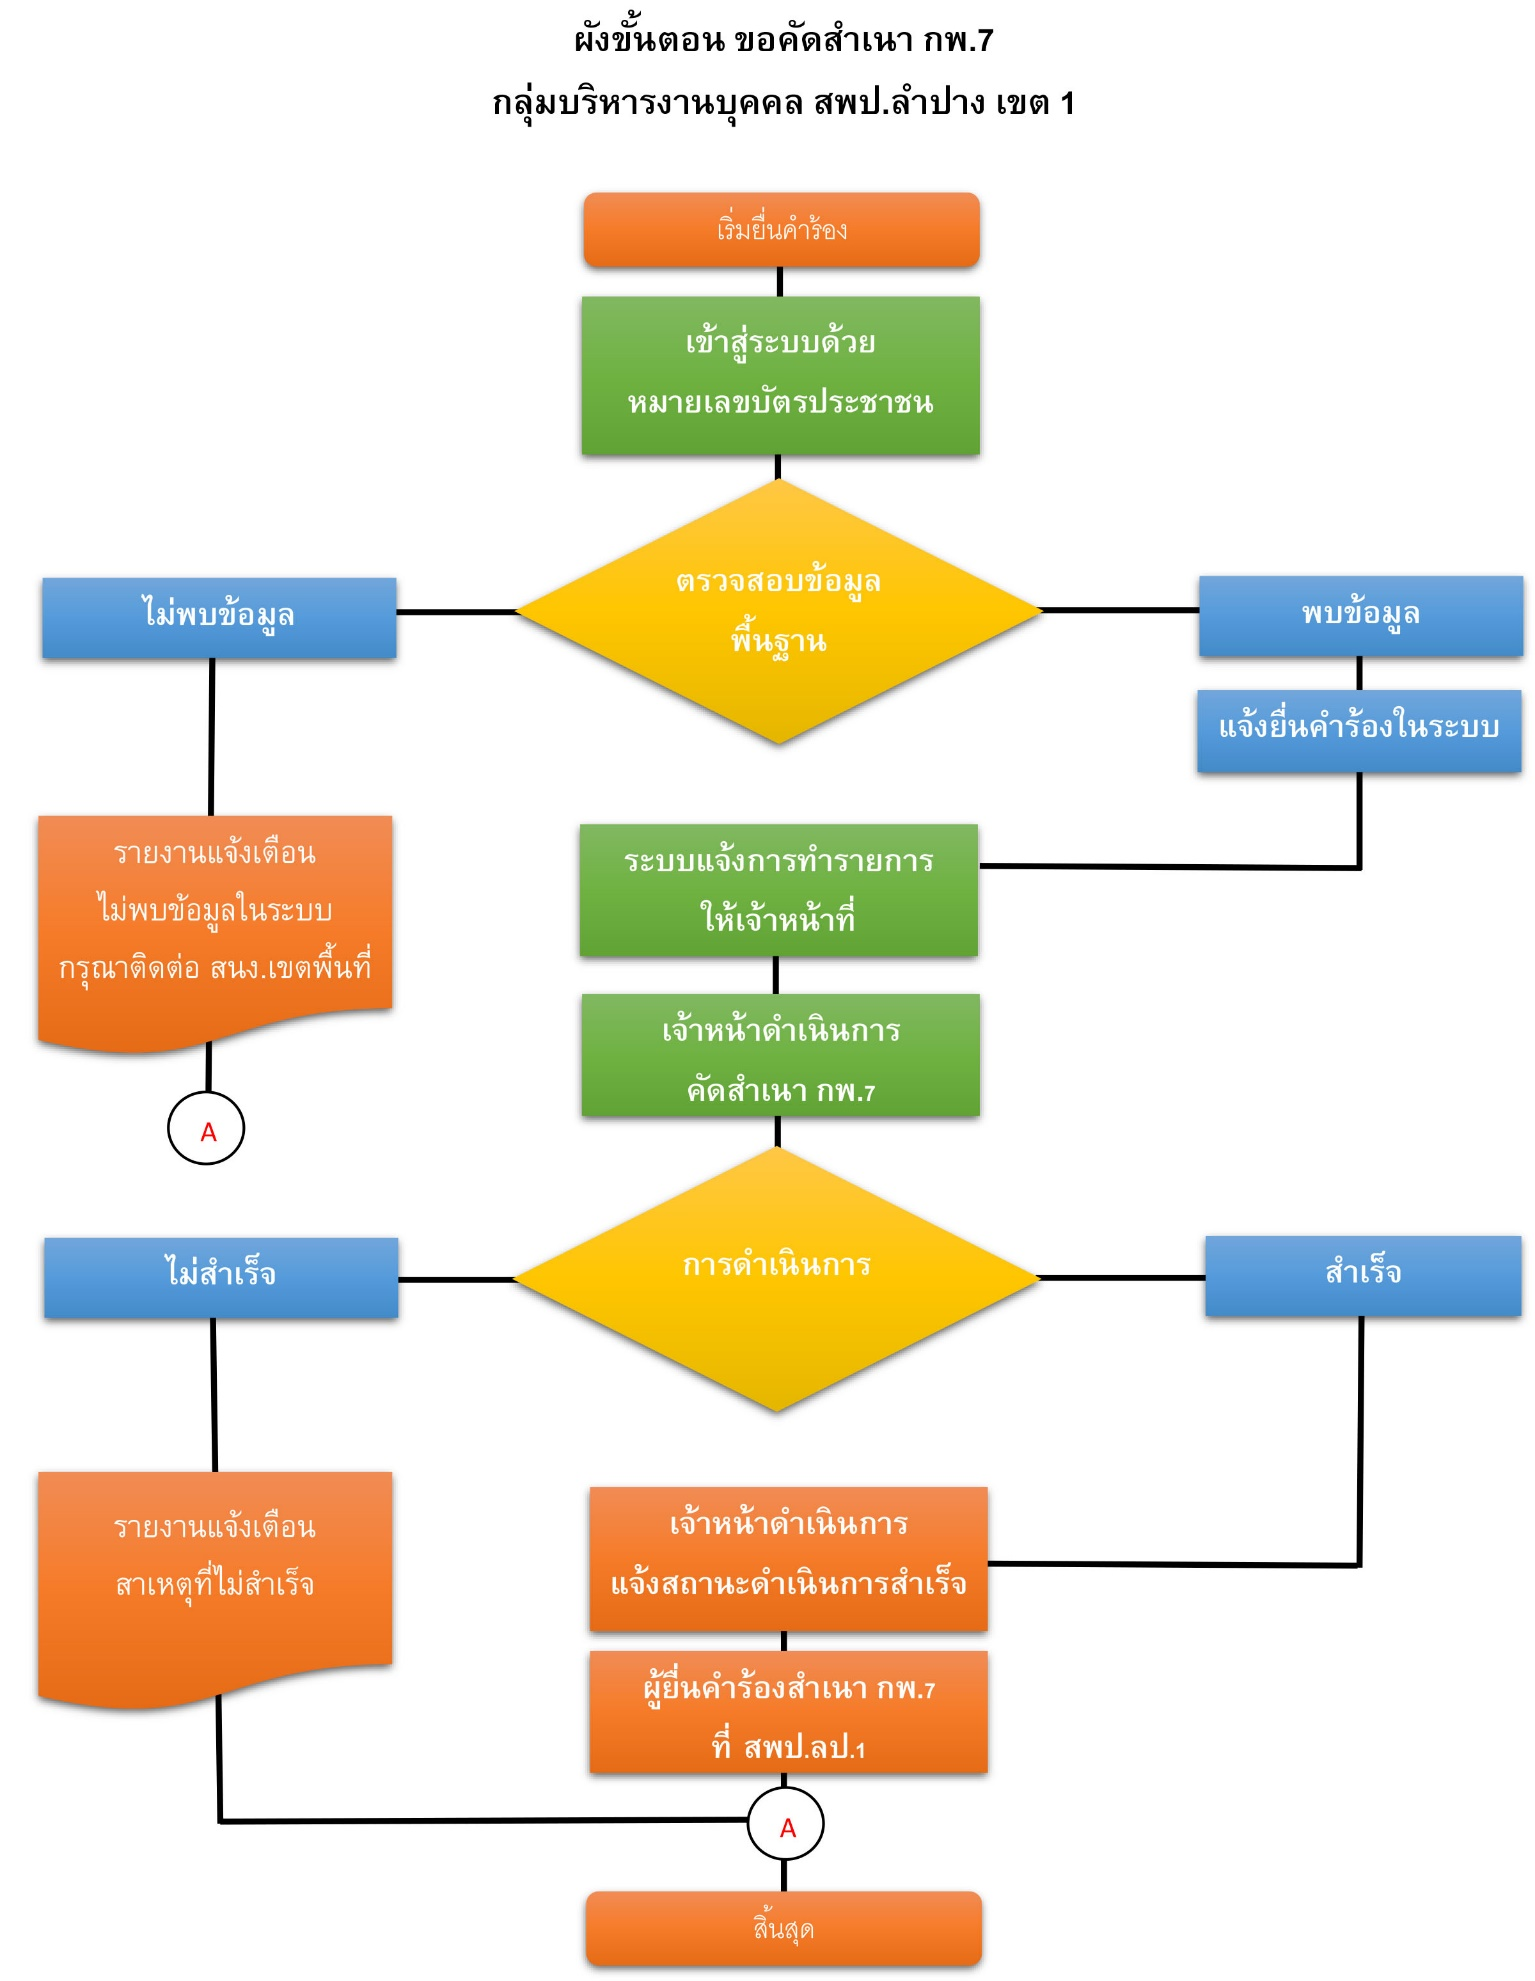 ผังขั้นตอน ขอคัดสำเนา กพ.7
กลุ่มบริหารงานบุคคล สพป.ลำปาง เขต 1
เริ่มยื่นคำร้อง
เข้าสู่ระบบด้วย
หมายเลขบัตรประชาชน
ตรวจสอบข้อมูล
พื้นฐาน
ไม่พบข้อมูล
พบข้อมูล
แจ้งยื่นคำร้องในระบบ
รายงานแจ้งเตือน
ไม่พบข้อมูลในระบบ
กรุณาติดต่อ สนง.เขตพื้นที่
A
ระบบแจ้งการทำรายการ
ให้เจ้าหน้าที่
เจ้าหน้าดำเนินการ
คัดสำเนา กพ.7
การดำเนินการ
ไม่สำเร็จ
สำเร็จ
รายงานแจ้งเตือน
สาเหตุที่ไม่สำเร็จ
เจ้าหน้าดำเนินการ
แจ้งสถานะดำเนินการสำเร็จ
ผู้ยื่นคำร้องสำเนา กพ.7
ที่ สพป.ลป.1
A
สิ้นสุด